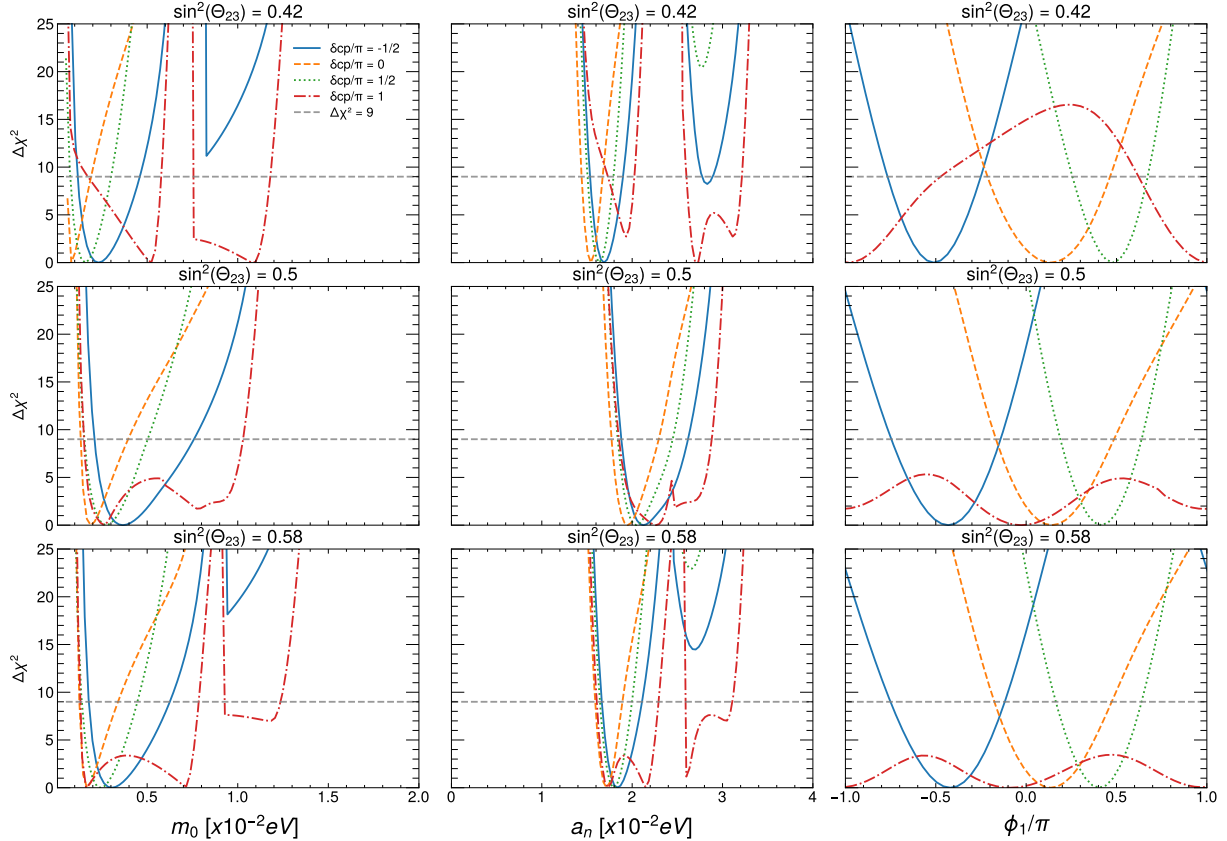 sin²(Θ₂₃) = 0.42
sin²(Θ₂₃) = 0.42
sin²(Θ₂₃) = 0.42
25
20
15
10
5
0
Δχ²
δcp/π = -1/2
δcp/π = 0
δcp/π = 1/2
δcp/π = 1
Δχ² = 9
sin²(Θ₂₃) = 0.5
sin²(Θ₂₃) = 0.5
sin²(Θ₂₃) = 0.5
25
20
15
10
5
0
Δχ²
sin²(Θ₂₃) = 0.58
sin²(Θ₂₃) = 0.58
sin²(Θ₂₃) = 0.58
25
20
15
10
5
0
Δχ²
0.5 1.0 1.5 2.0
0 1 2 3 4
-1.0 -0.5 0.0 0.5 1.0
m₀ [x10⁻²eV]
aₙ [x10⁻²eV]
ϕ₁/π